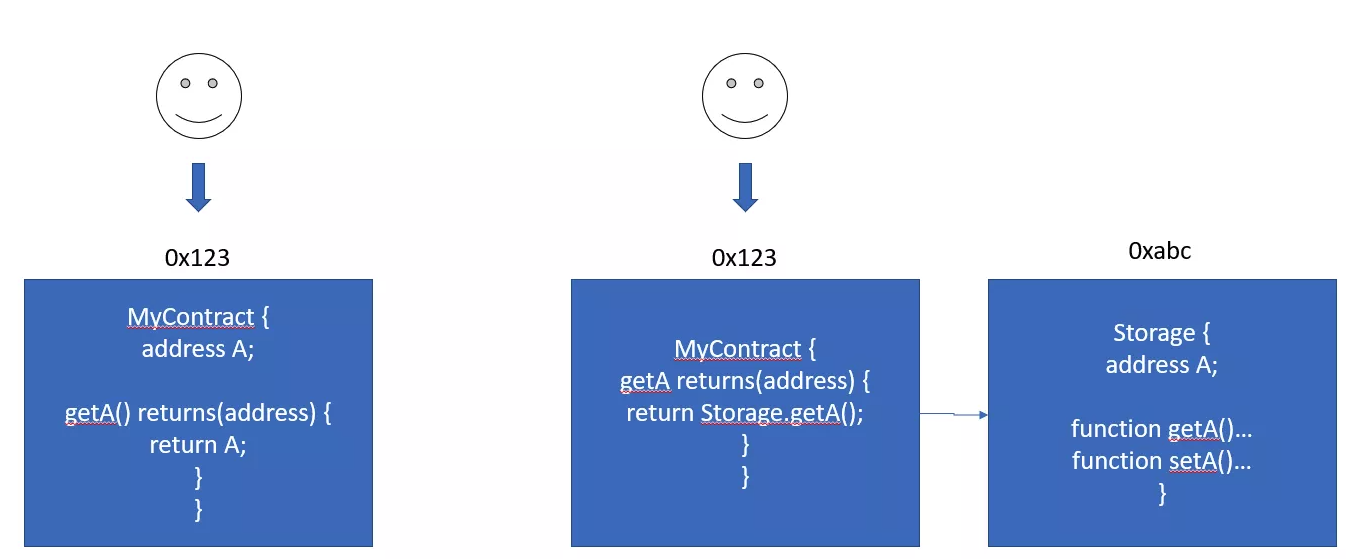 0x123
MyContract {
address A;
getA() returns(address) {
return A;
}
}
0x123
MyContract {
getA returns(address) {
return Storage.getA();
}
}
0xabc
Storage {
address A;
function getA()...
function setA()...
}